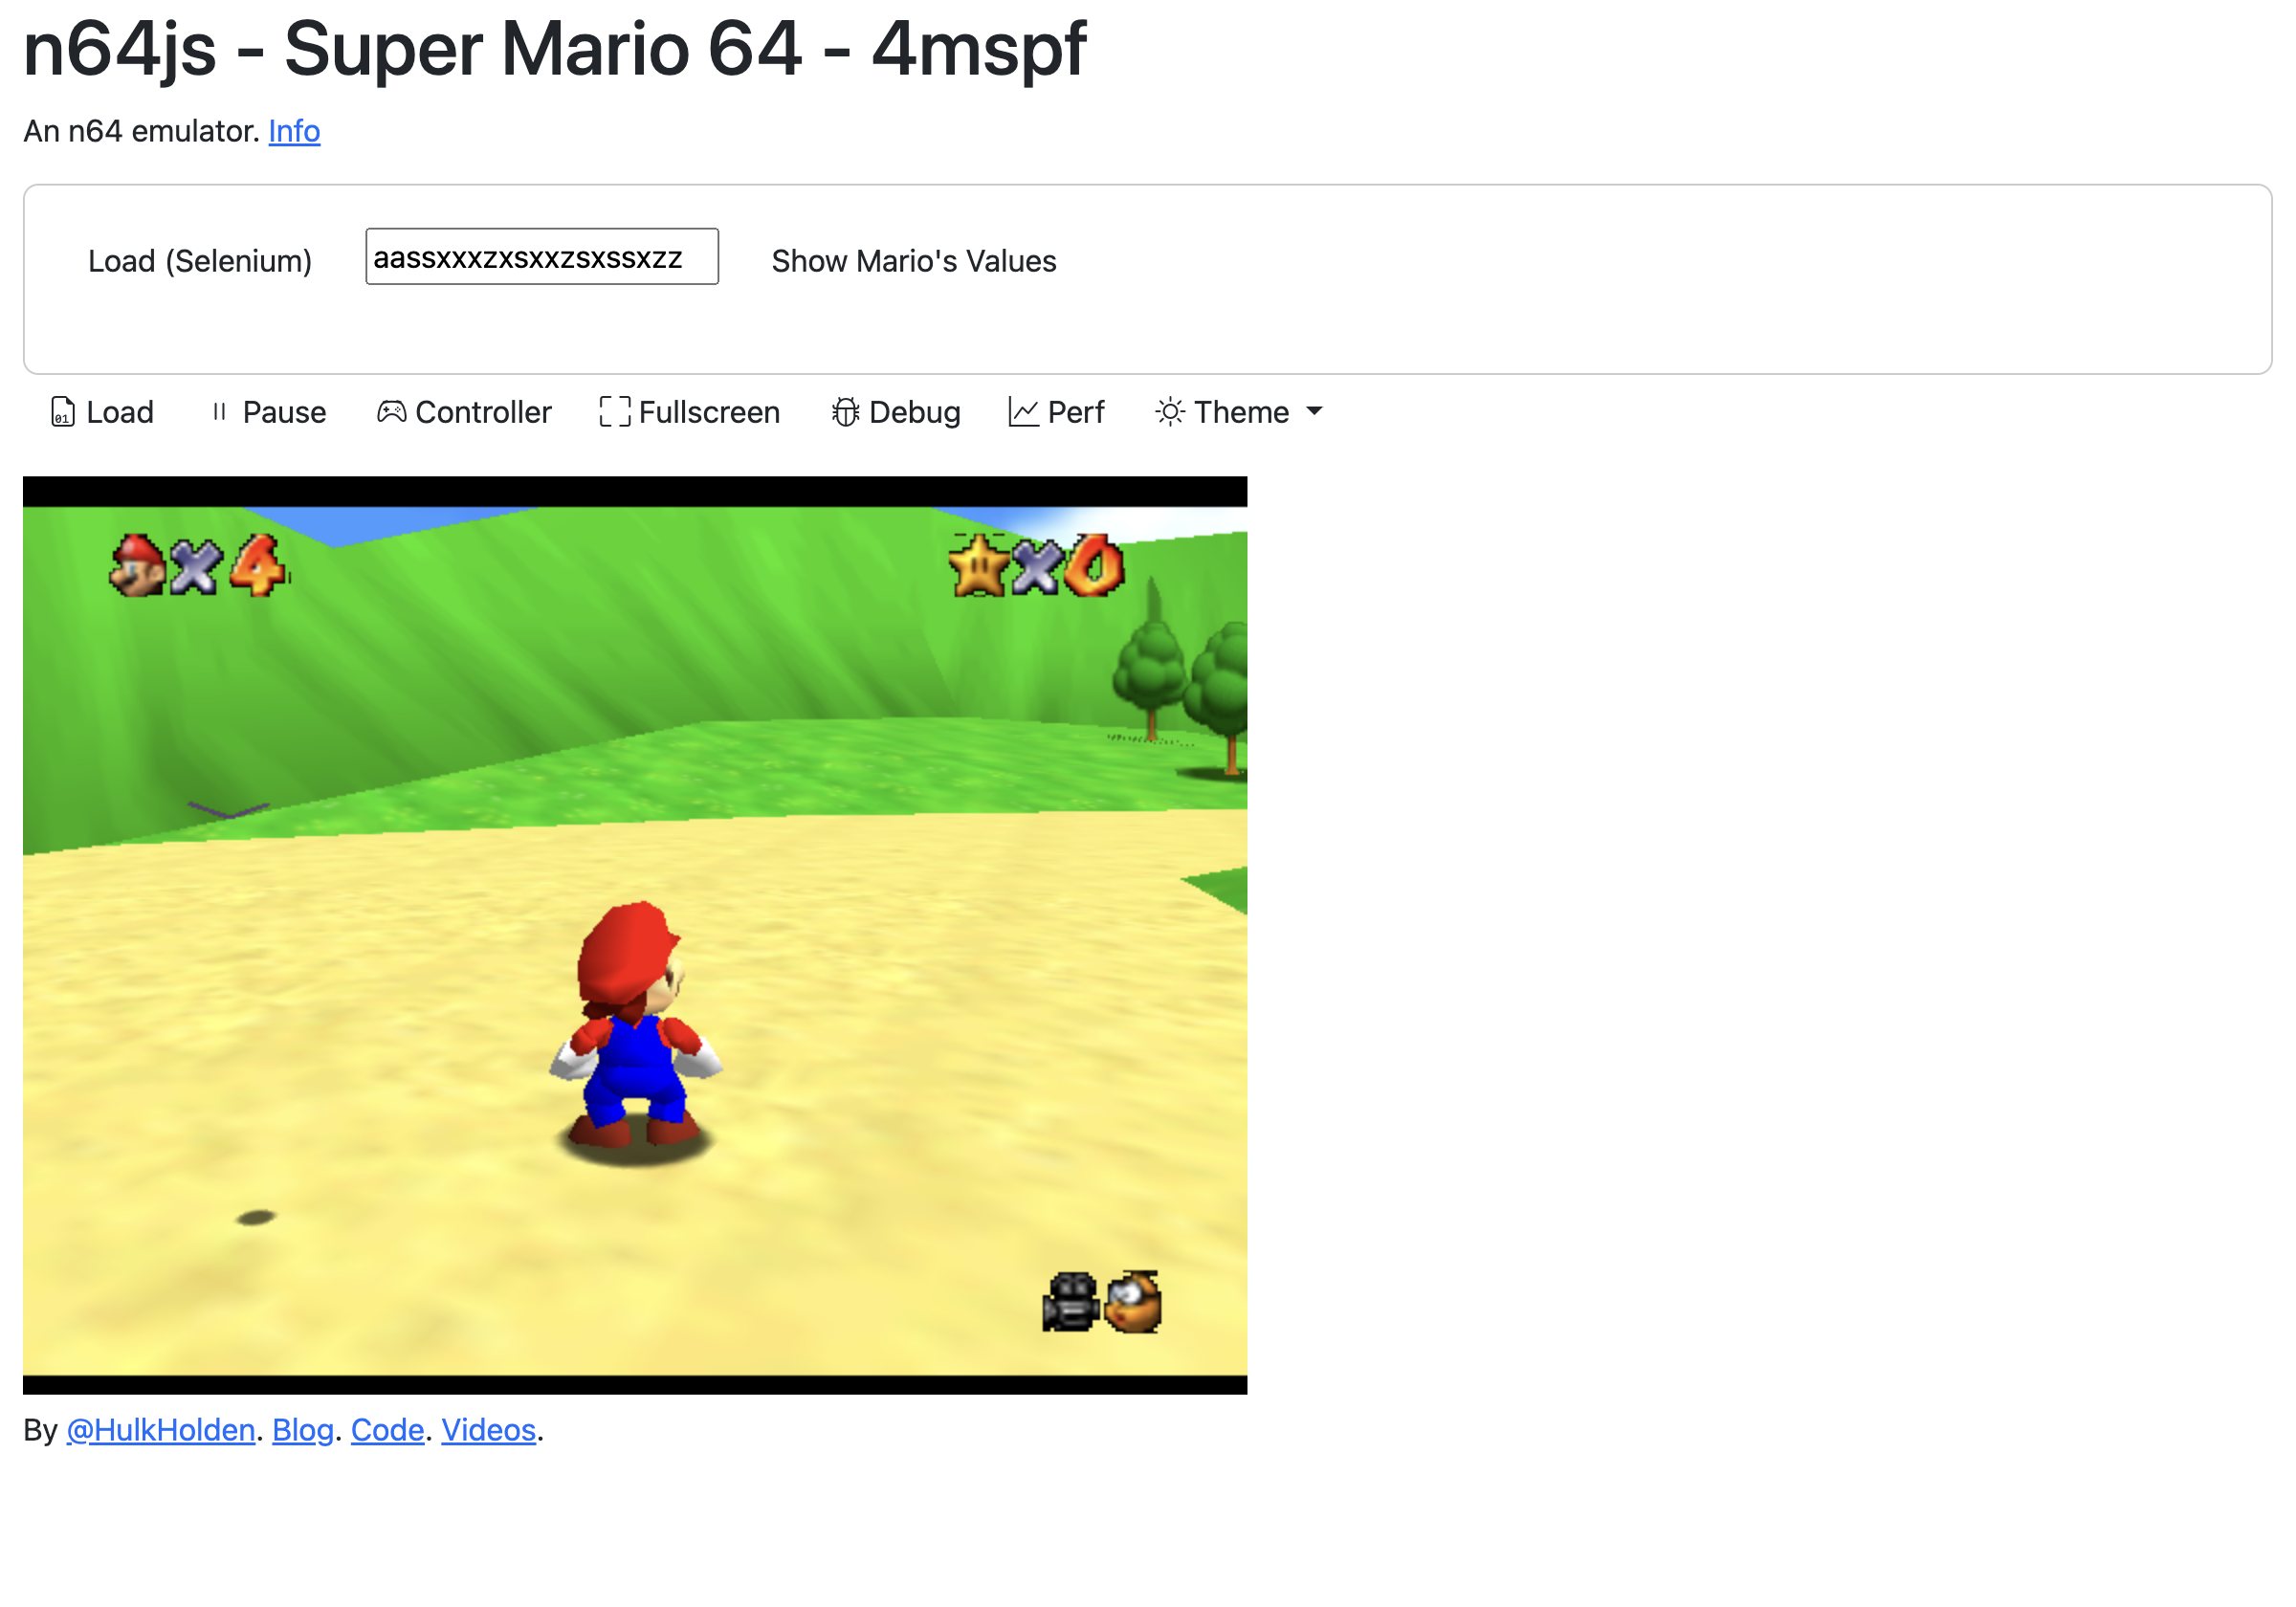 n64js - Super Mario 64 - 4mspf
An n64 emulator. Info
Load (Selenium) aassxxxzxsxxzsxssxzz Show Mario's Values
01 Load Pause Controller Fullscreen Debug Perf Theme
×4 ×0
By @HulkHolden. Blog. Code. Videos.